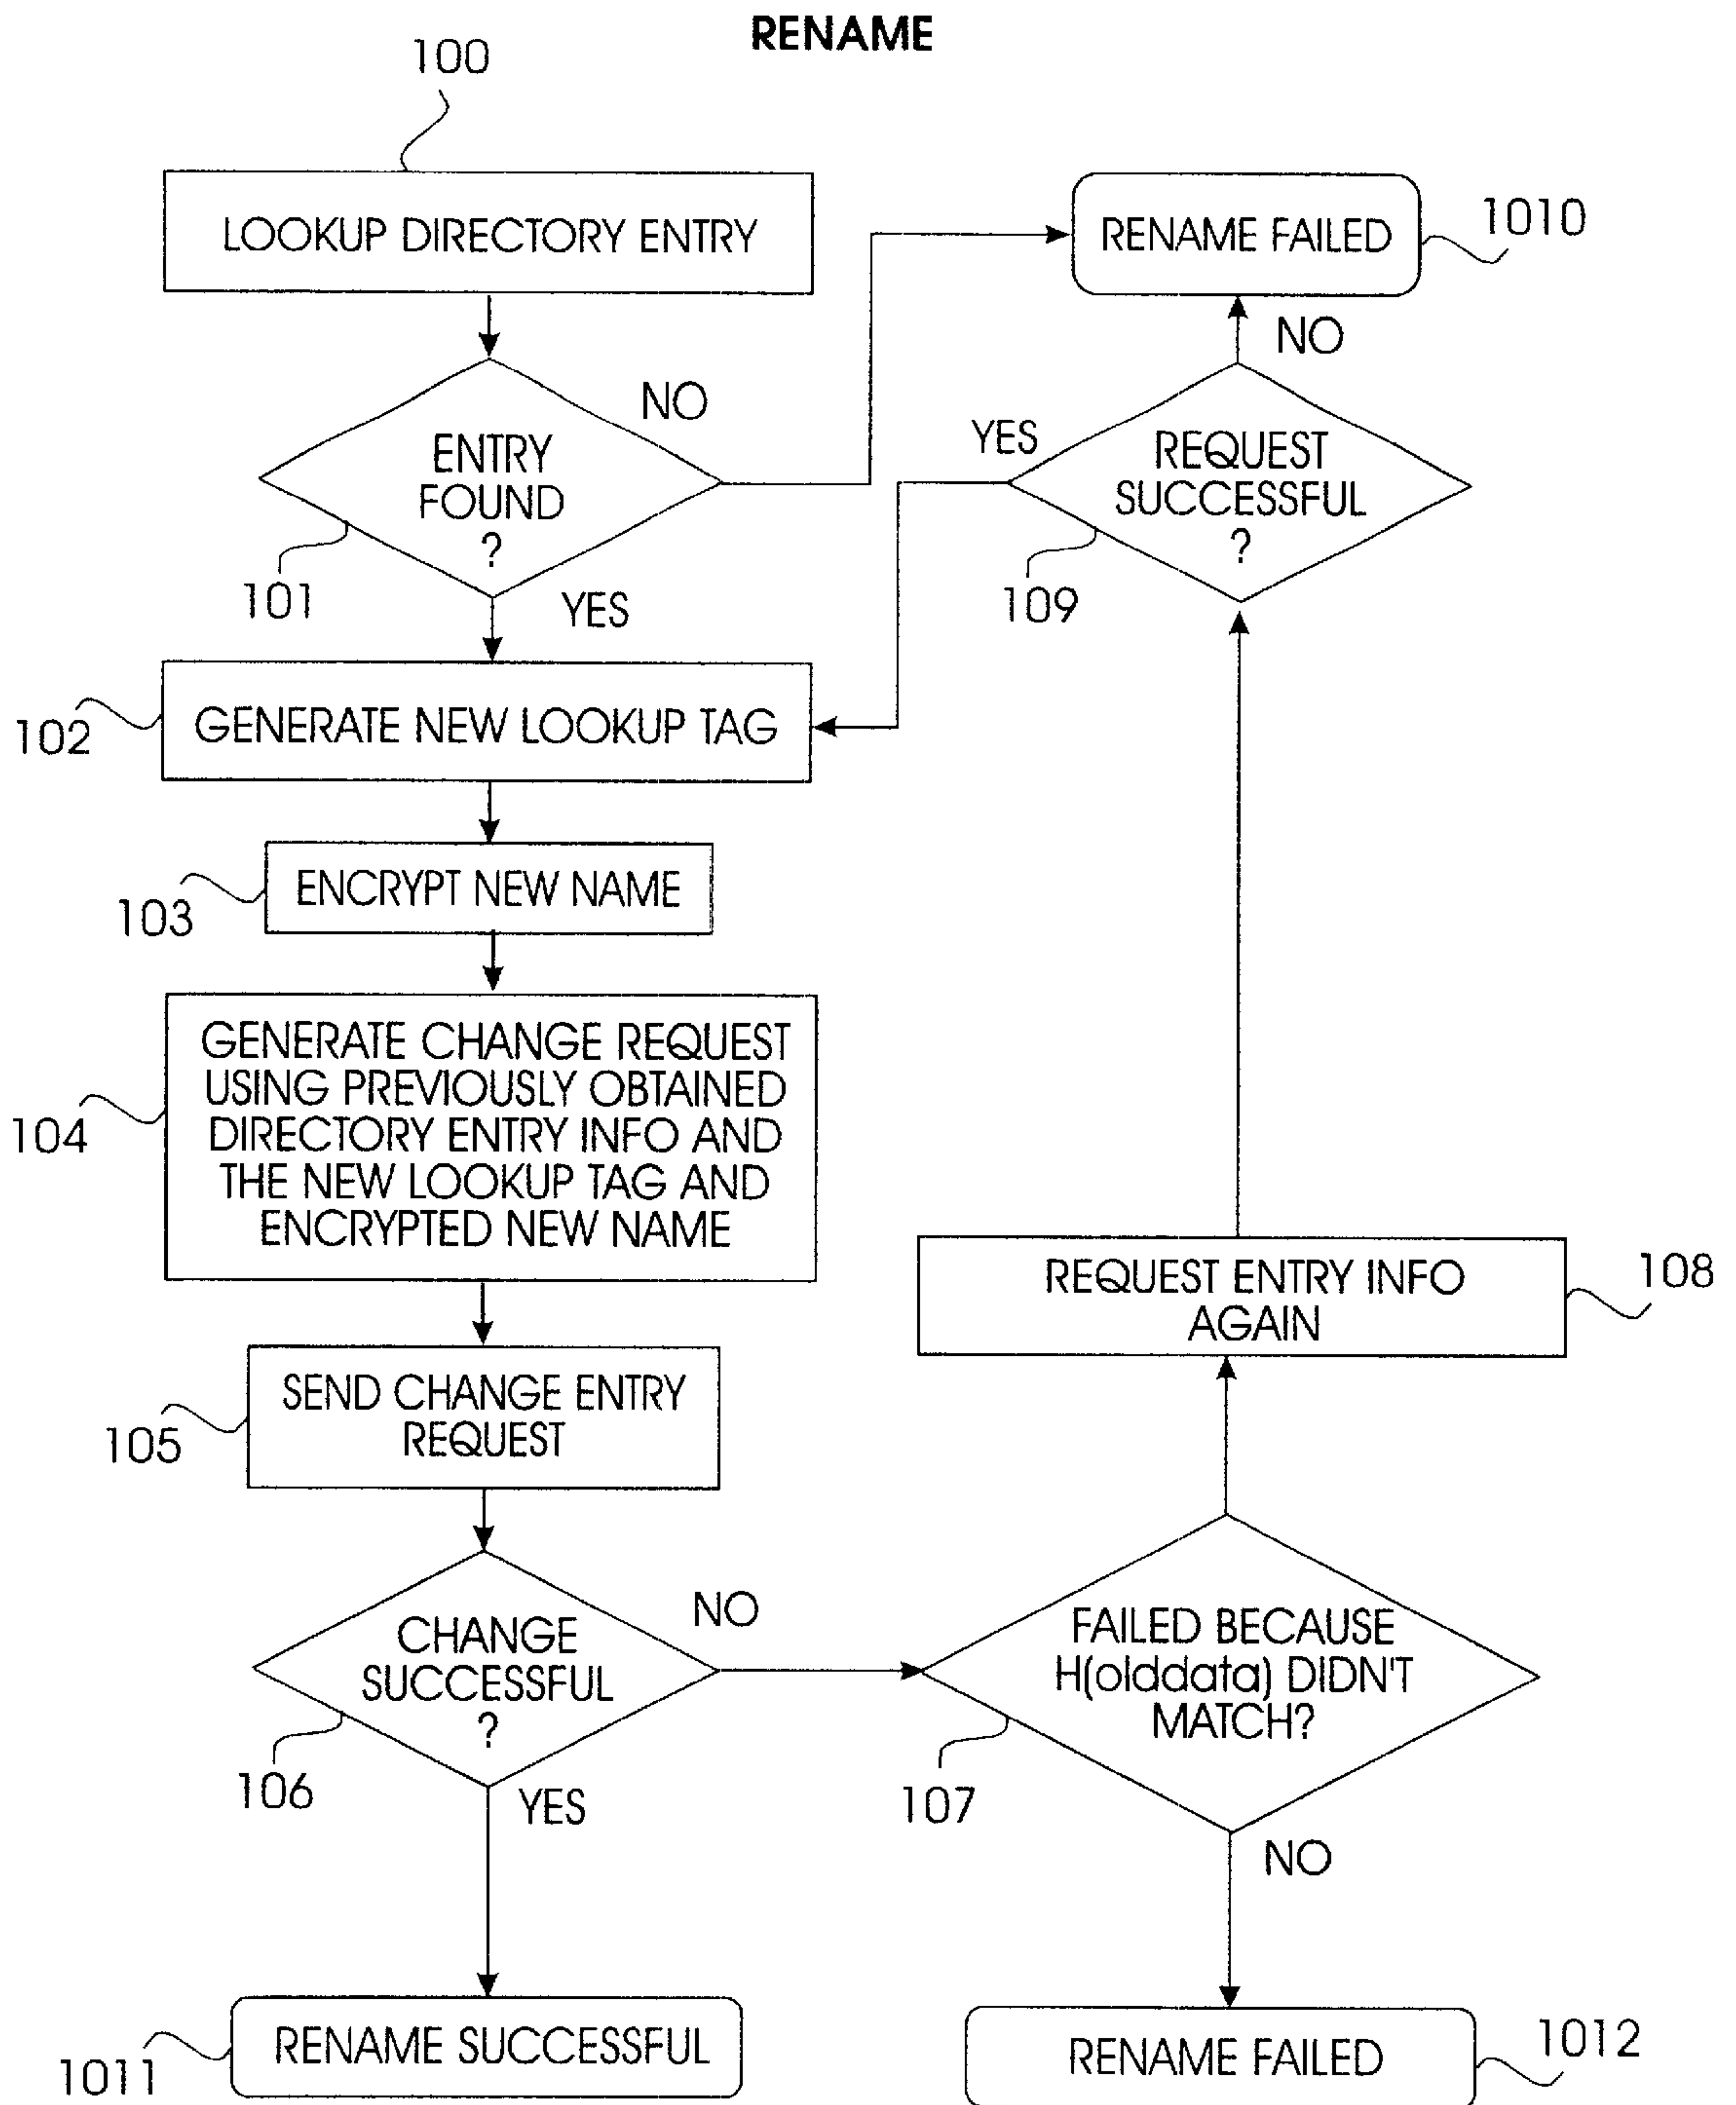 RENAME
100
LOOKUP DIRECTORY ENTRY
RENAME FAILED
1010
NO
NO
YES
ENTRY
FOUND
?
REQUEST
SUCCESSFUL
?
101
YES
109
102
GENERATE NEW LOOKUP TAG
103
ENCRYPT NEW NAME
104
GENERATE CHANGE REQUEST
USING PREVIOUSLY OBTAINED
DIRECTORY ENTRY INFO AND
THE NEW LOOKUP TAG AND
ENCRYPTED NEW NAME
REQUEST ENTRY INFO
AGAIN
108
105
SEND CHANGE ENTRY
REQUEST
NO
CHANGE
SUCCESSFUL
?
FAILED BECAUSE
H(olddata) DIDN'T
MATCH?
106
YES
107
NO
1011
RENAME SUCCESSFUL
RENAME FAILED
1012